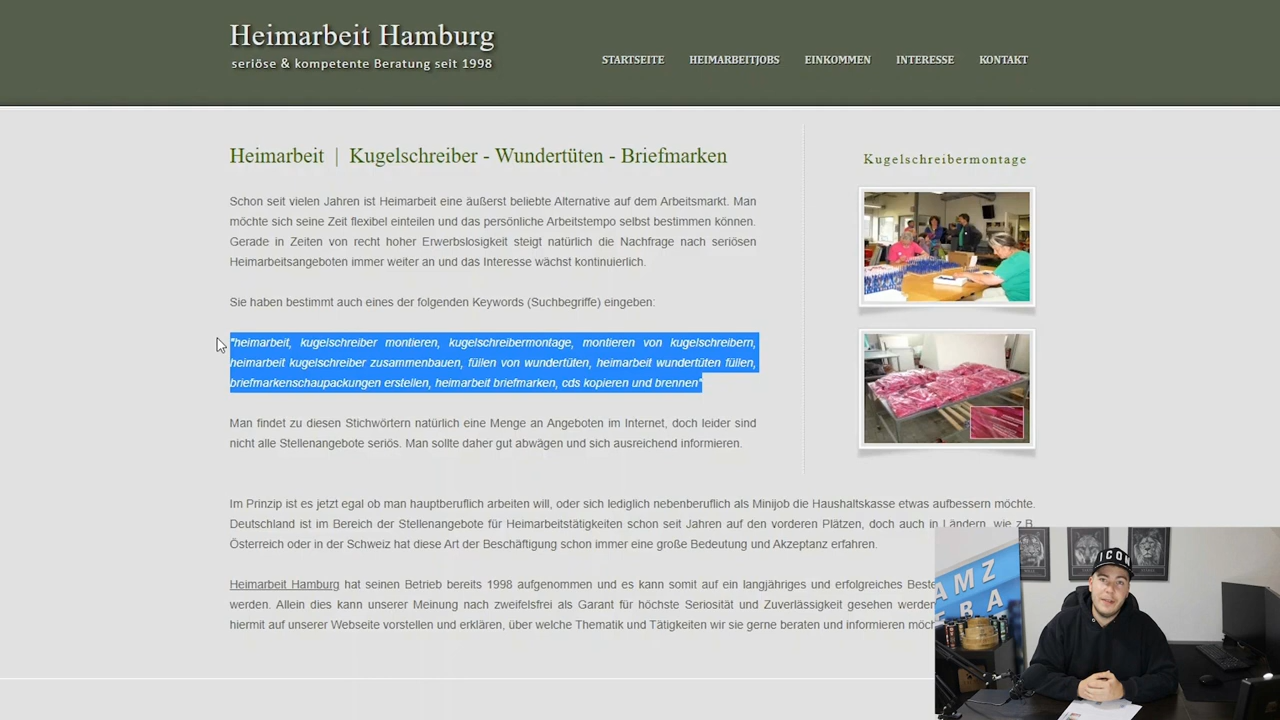 Heimarbeit Hamburg
seriöse & kompetente Beratung seit 1998
STARTSEITE HEIMARBEITJOBS EINKOMMEN INTERESSE KONTAKT
Heimarbeit | Kugelschreiber - Wundertüten - Briefmarken
Schon seit vielen Jahren ist Heimarbeit eine äußerst beliebte Alternative auf dem Arbeitsmarkt. Man
möchte sich seine Zeit flexibel einteilen und das persönliche Arbeitstempo selbst bestimmen können.
Gerade in Zeiten von recht hoher Erwerbslosigkeit steigt natürlich die Nachfrage nach seriösen
Heimarbeitsangeboten immer weiter an und das Interesse wächst kontinuierlich.
Sie haben bestimmt auch eines der folgenden Keywords (Suchbegriffe) eingeben:
"heimarbeit, kugelschreiber montieren, kugelschreibermontage, montieren von kugelschreibern,
heimarbeit kugelschreiber zusammenbauen, füllen von wundertüten, heimarbeit wundertüten füllen,
briefmarkenschaupackungen erstellen, heimarbeit briefmarken, cds kopieren und brennen"
Man findet zu diesen Stichwörtern natürlich eine Menge an Angeboten im Internet, doch leider sind
nicht alle Stellenangebote seriös. Man sollte daher gut abwägen und sich ausreichend informieren.
Kugelschreibermontage
Im Prinzip ist es jetzt egal ob man hauptberuflich arbeiten will, oder sich lediglich nebenberuflich als Minijob die Haushaltskasse etwas aufbessern möchte.
Deutschland ist im Bereich der Stellenangebote für Heimarbeitstätigkeiten schon seit Jahren auf den vorderen Plätzen, doch auch in Ländern, wie z.B.
Österreich oder in der Schweiz hat diese Art der Beschäftigung schon immer eine große Bedeutung und Akzeptanz erfahren.
Heimarbeit Hamburg hat seinen Betrieb bereits 1998 aufgenommen und es kann somit auf ein langjähriges und erfolgreiches
werden. Allein dies kann unserer Meinung nach zweifelsfrei als Garant für höchste Seriosität und Zuverlässigkeit gesehen werden
hiermit auf unserer Webseite vorstellen und erklären, über welche Thematik und Tätigkeiten wir sie gerne beraten und informieren
AMZ
FBA
ICON